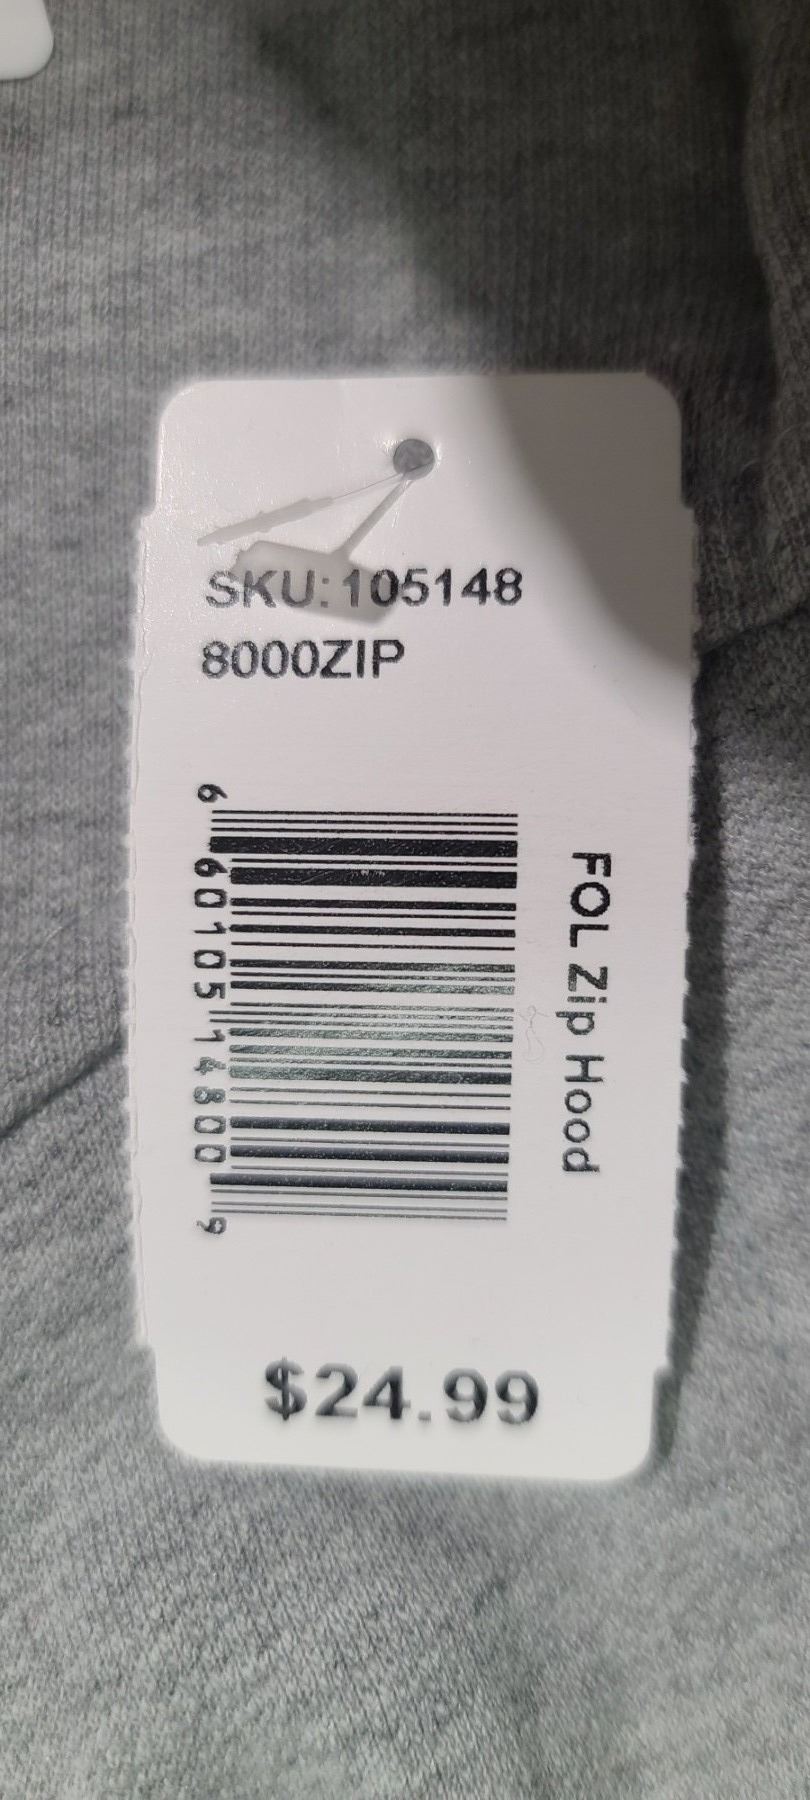 SKU:105148
8000ZIP
6 60105 14800 9
FOL Zip Hood
$24.99